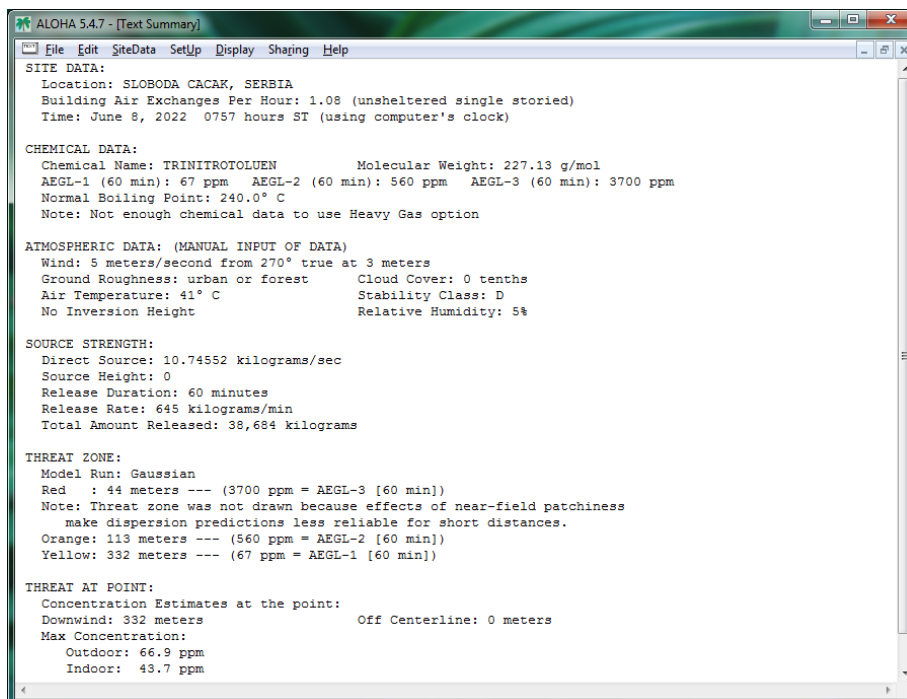 ALOHA 5.4.7 - [Text Summary]
File Edit SiteData SetUp Display Sharing Help
SITE DATA:
Location: SLOBODA CACAK, SERBIA
Building Air Exchanges Per Hour: 1.08 (unsheltered single storied)
Time: June 8, 2022 0757 hours ST (using computer's clock)
CHEMICAL DATA:
Chemical Name: TRINITROTOLUEN Molecular Weight: 227.13 g/mol
AEGL-1 (60 min): 67 ppm AEGL-2 (60 min): 560 ppm AEGL-3 (60 min): 3700 ppm
Normal Boiling Point: 240.0° C
Note: Not enough chemical data to use Heavy Gas option
ATMOSPHERIC DATA: (MANUAL INPUT OF DATA)
Wind: 5 meters/second from 270° true at 3 meters
Ground Roughness: urban or forest Cloud Cover: 0 tenths
Air Temperature: 41° C Stability Class: D
No Inversion Height Relative Humidity: 5%
SOURCE STRENGTH:
Direct Source: 10.74552 kilograms/sec
Source Height: 0
Release Duration: 60 minutes
Release Rate: 645 kilograms/min
Total Amount Released: 38,684 kilograms
THREAT ZONE:
Model Run: Gaussian
Red : 44 meters --- (3700 ppm = AEGL-3 [60 min])
Note: Threat zone was not drawn because effects of near-field patchiness
make dispersion predictions less reliable for short distances.
Orange: 113 meters --- (560 ppm = AEGL-2 [60 min])
Yellow: 332 meters --- (67 ppm = AEGL-1 [60 min])
THREAT AT POINT:
Concentration Estimates at the point:
Downwind: 332 meters Off Centerline: 0 meters
Max Concentration:
Outdoor: 66.9 ppm
Indoor: 43.7 ppm